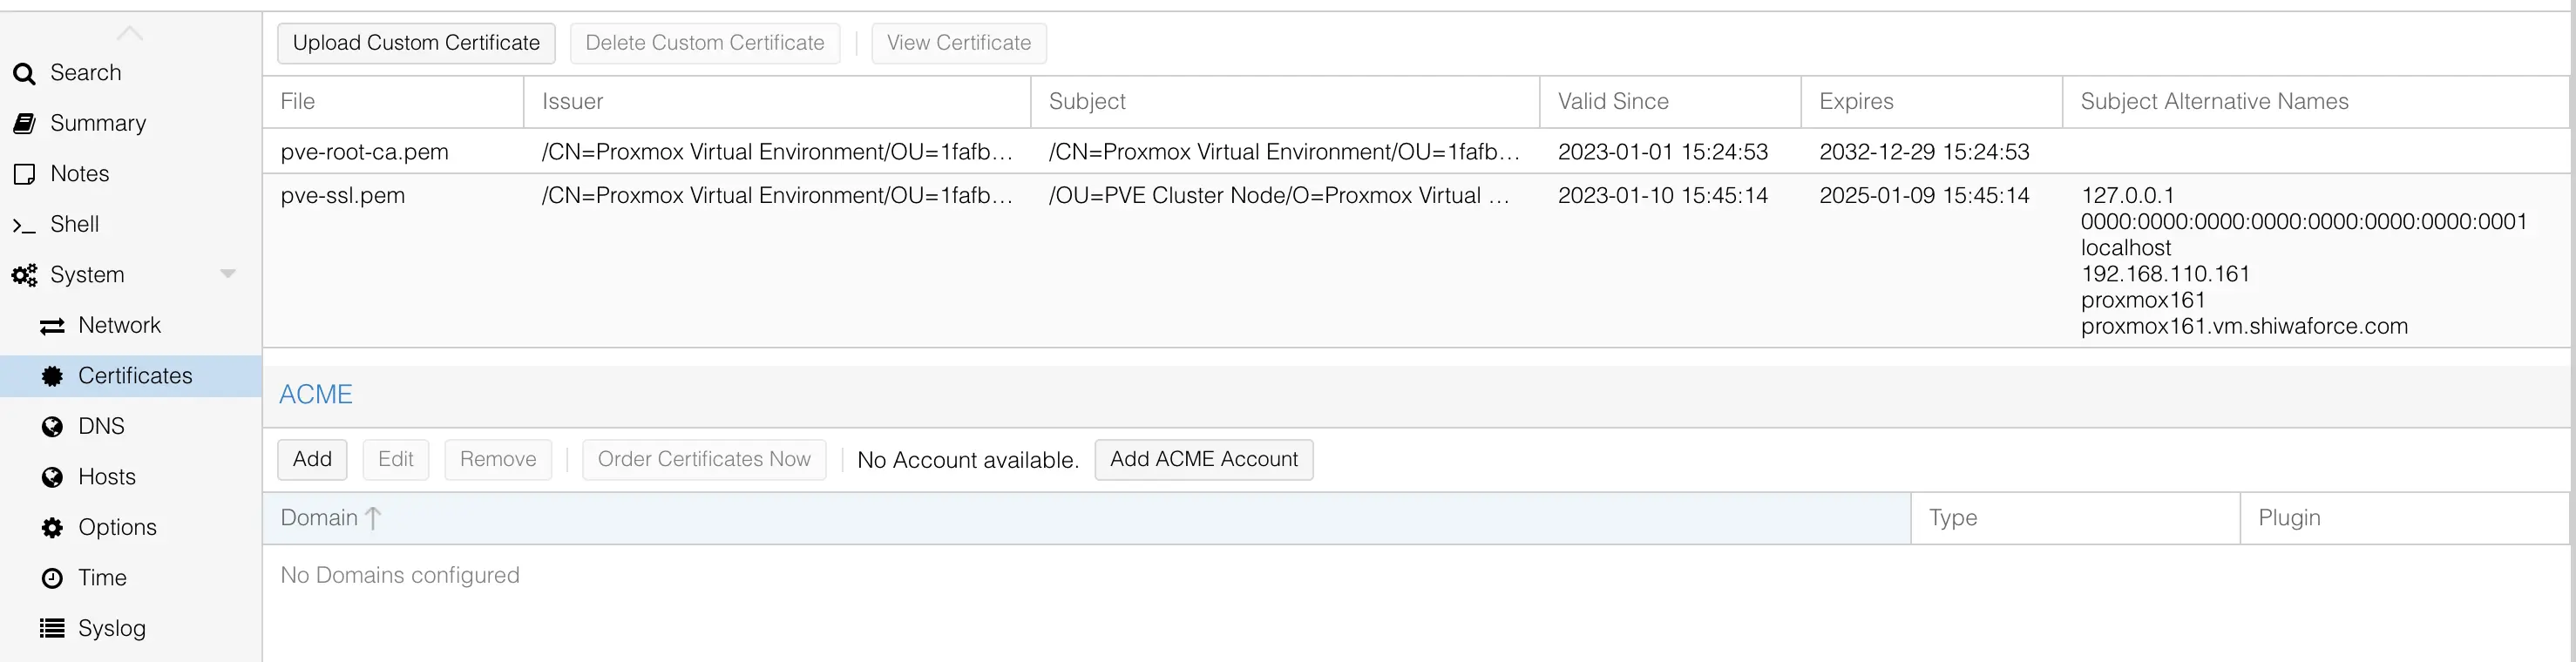 Upload Custom Certificate Delete Custom Certificate View Certificate
Search
Summary
Notes
Shell
System
Network
Certificates
DNS
Hosts
Options
Time
Syslog
File Issuer Subject Valid Since Expires Subject Alternative Names
pve-root-ca.pem /CN=Proxmox Virtual Environment/OU=1fafb... /CN=Proxmox Virtual Environment/OU=1fafb... 2023-01-01 15:24:53 2032-12-29 15:24:53
pve-ssl.pem /CN=Proxmox Virtual Environment/OU=1fafb... /OU=PVE Cluster Node/O=Proxmox Virtual ... 2023-01-10 15:45:14 2025-01-09 15:45:14 127.0.0.1
0000:0000:0000:0000:0000:0000:0000:0001
localhost
192.168.110.161
proxmox161
proxmox161.vm.shiwaforce.com
ACME
Add Edit Remove Order Certificates Now No Account available. Add ACME Account
Domain ↑ Type Plugin
No Domains configured